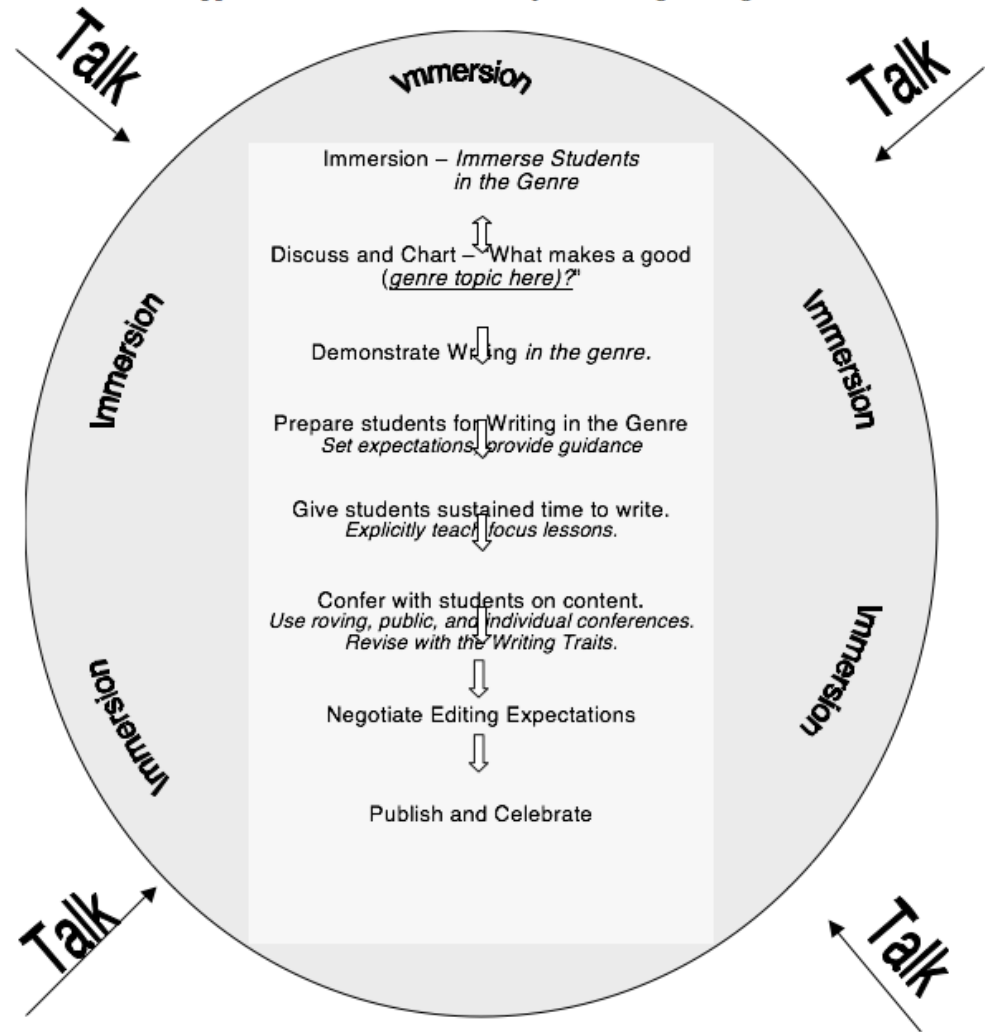 Talk
Talk
Immersion
Immersion – Immerse Students
in the Genre
Discuss and Chart – "What makes a good
(genre topic here)?"
Immersion
Immersion
Demonstrate Writing in the genre.
Prepare students for Writing in the Genre
Set expectations, provide guidance
Give students sustained time to write.
Explicitly teach focus lessons.
Confer with students on content.
Use roving, public, and individual conferences.
Revise with the Writing Traits.
Immersion
Immersion
Negotiate Editing Expectations
Publish and Celebrate
Talk
Talk